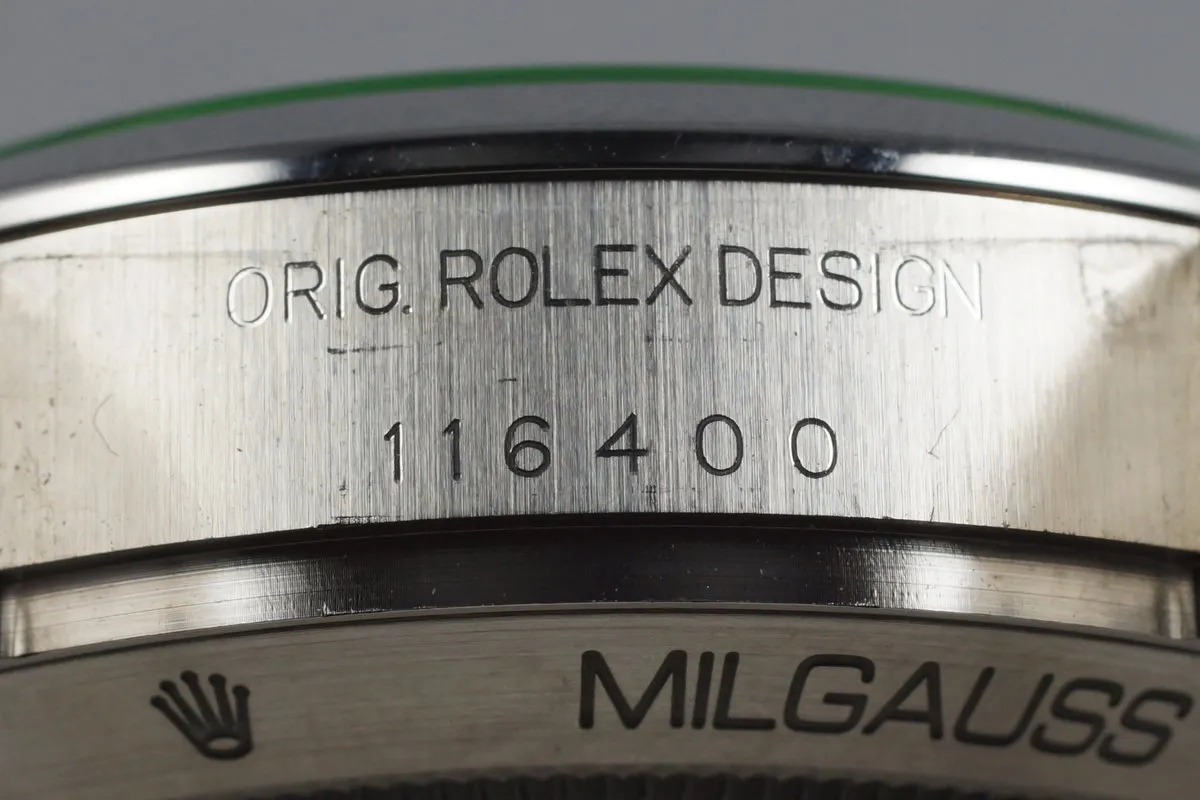 ORIG. ROLEX DESIGN
116400
MILGAUSS